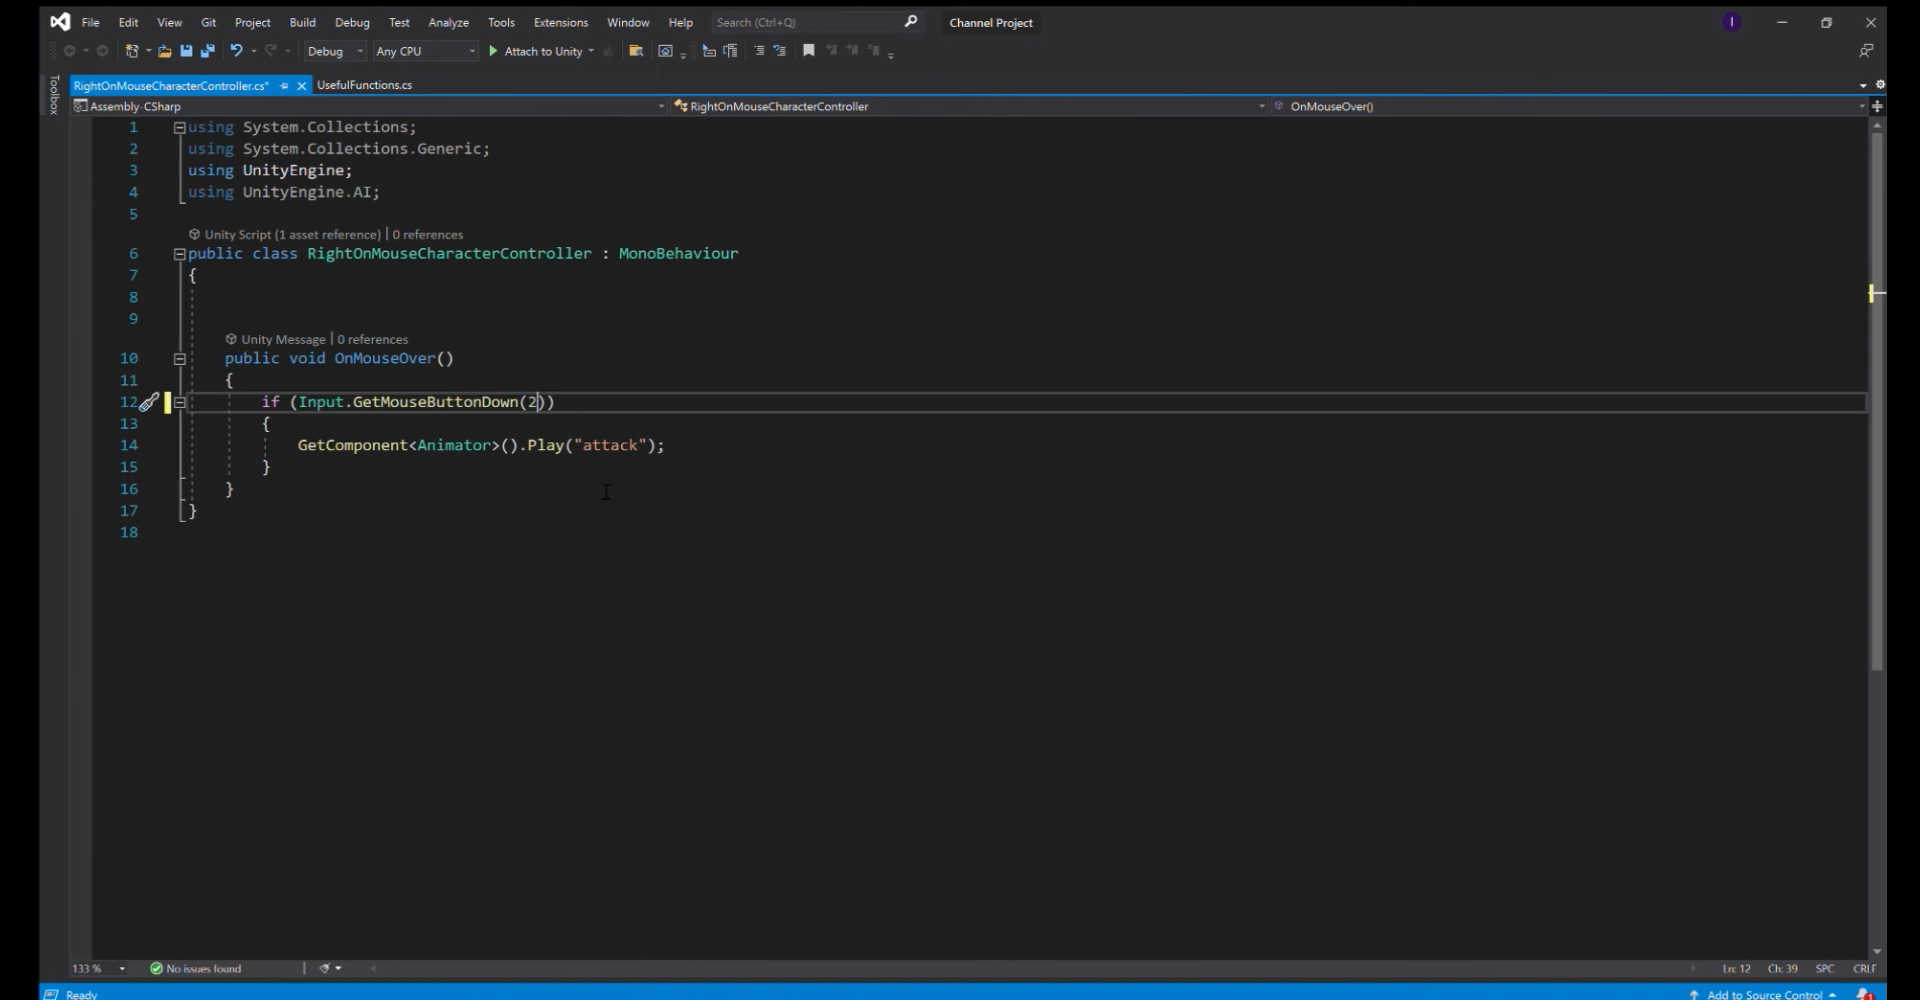 File Edit View Git Project Build Debug Test Analyze Tools Extensions Window Help Search (Ctrl+Q) Channel Project I
Debug Any CPU Attach to Unity
Toolbox
RightOnMouseCharacterController.cs* UsefulFunctions.cs
Assembly-CSharp RightOnMouseCharacterController OnMouseOver()
1 using System.Collections;
2 using System.Collections.Generic;
3 using UnityEngine;
4 using UnityEngine.AI;
5
Unity Script (1 asset reference) | 0 references
6 public class RightOnMouseCharacterController : MonoBehaviour
7 {
8
9
Unity Message | 0 references
10 public void OnMouseOver()
11 {
12 if (Input.GetMouseButtonDown(2))
13 {
14 GetComponent<Animator>().Play("attack");
15 }
16 }
17 }
18
133 % No issues found Ln: 12 Ch: 39 SPC CRLF
Ready Add to Source Control 1